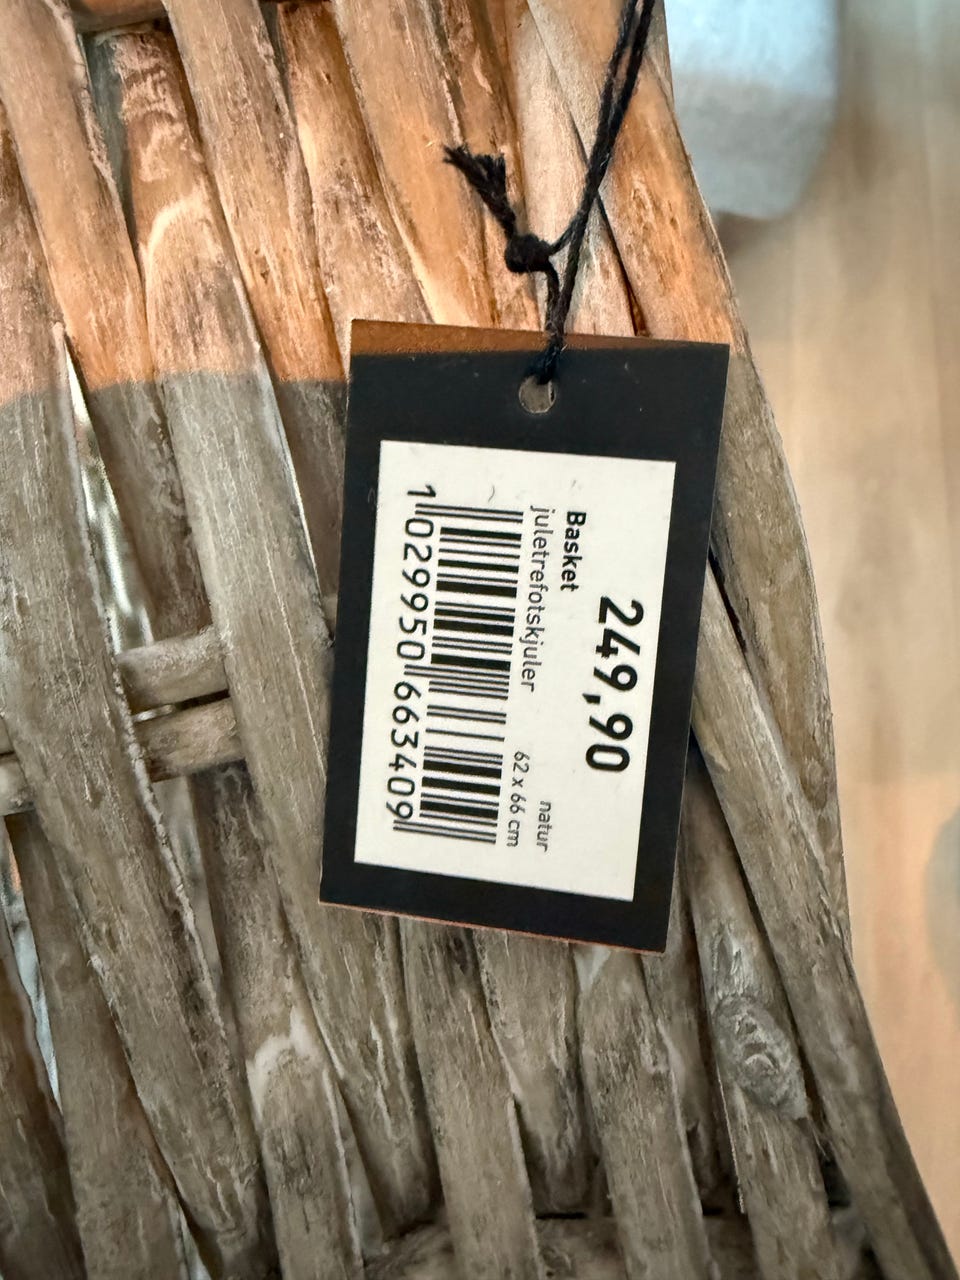 249,90
Basket
juletrefotskjuler
natur
62 x 66 cm
1029950663409